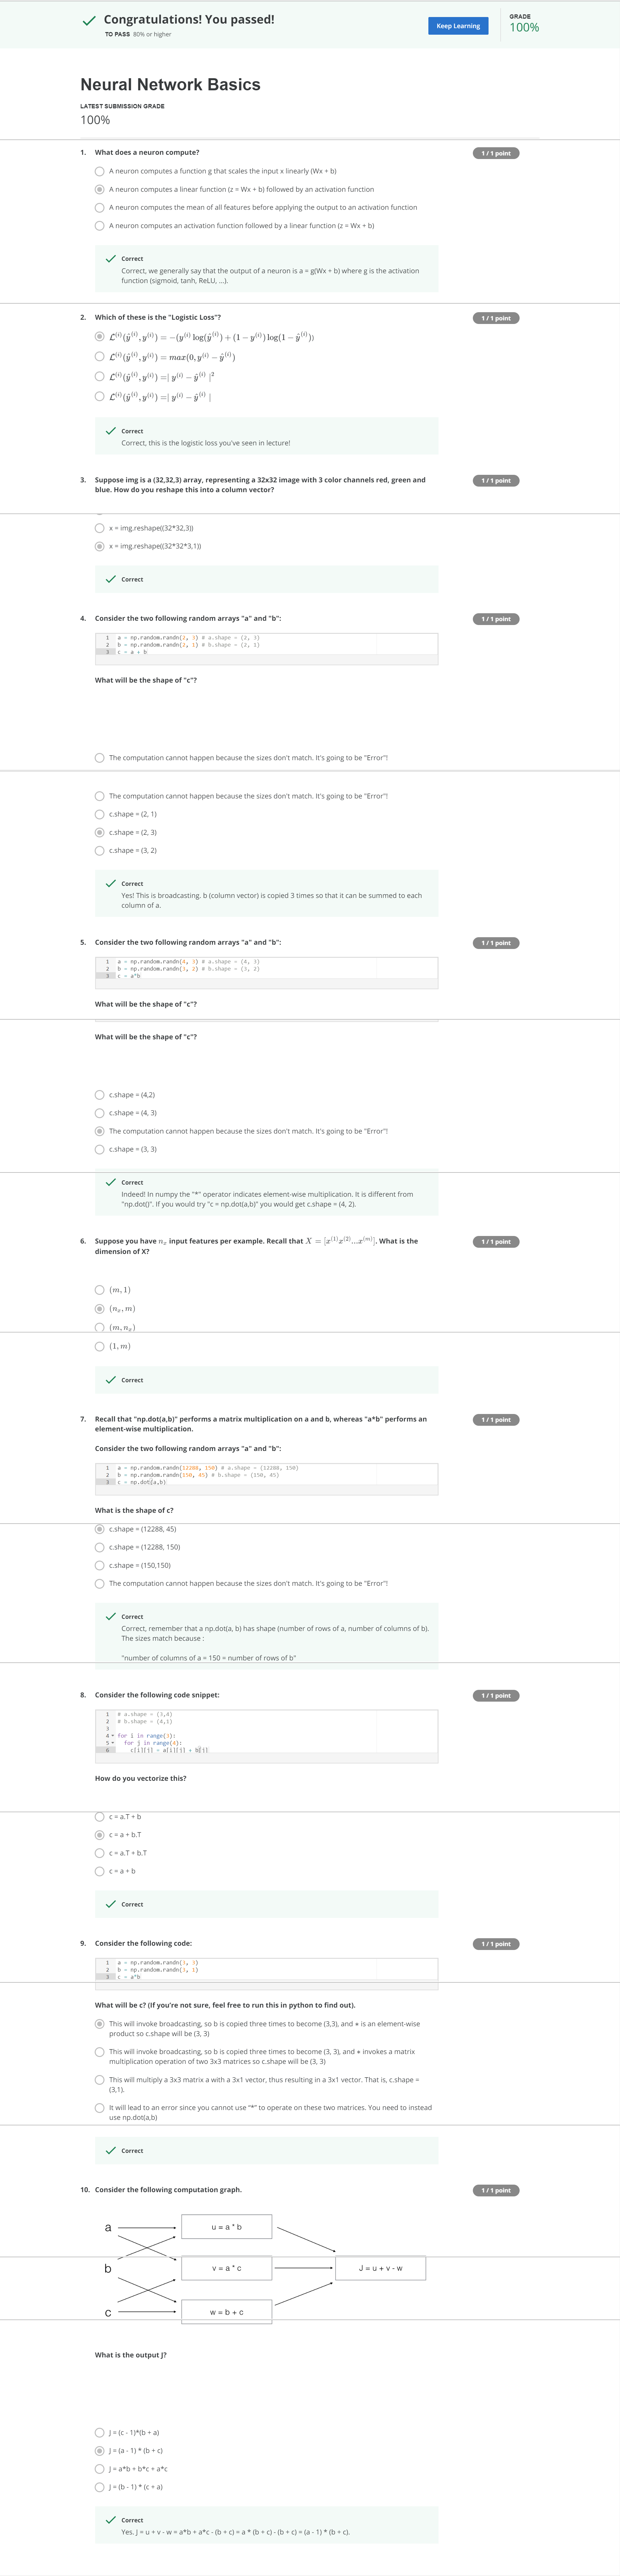 Congratulations! You passed!
TO PASS 80% or higher
Keep Learning
GRADE
100%
Neural Network Basics
LATEST SUBMISSION GRADE
100%
1. What does a neuron compute?
1 / 1 point
A neuron computes a function g that scales the input x linearly (Wx + b)
A neuron computes a linear function (z = Wx + b) followed by an activation function
A neuron computes the mean of all features before applying the output to an activation function
A neuron computes an activation function followed by a linear function (z = Wx + b)
Correct
Correct, we generally say that the output of a neuron is a = g(Wx + b) where g is the activation
function (sigmoid, tanh, ReLU, ...).
2. Which of these is the "Logistic Loss"?
1 / 1 point
ℒ^(i)(ŷ^(i), y^(i)) = −(y^(i) log(ŷ^(i)) + (1 − y^(i)) log(1 − ŷ^(i)))
ℒ^(i)(ŷ^(i), y^(i)) = max(0, y^(i) − ŷ^(i))
ℒ^(i)(ŷ^(i), y^(i)) =| y^(i) − ŷ^(i) |²
ℒ^(i)(ŷ^(i), y^(i)) =| y^(i) − ŷ^(i) |
Correct
Correct, this is the logistic loss you've seen in lecture!
3. Suppose img is a (32,32,3) array, representing a 32x32 image with 3 color channels red, green and
blue. How do you reshape this into a column vector?
1 / 1 point
x = img.reshape((32*32,3))
x = img.reshape((32*32*3,1))
Correct
4. Consider the two following random arrays "a" and "b":
1 / 1 point
1 a = np.random.randn(2, 3) # a.shape = (2, 3)
2 b = np.random.randn(2, 1) # b.shape = (2, 1)
3 c = a + b
What will be the shape of "c"?
The computation cannot happen because the sizes don't match. It's going to be "Error"!
The computation cannot happen because the sizes don't match. It's going to be "Error"!
c.shape = (2, 1)
c.shape = (2, 3)
c.shape = (3, 2)
Correct
Yes! This is broadcasting. b (column vector) is copied 3 times so that it can be summed to each
column of a.
5. Consider the two following random arrays "a" and "b":
1 / 1 point
1 a = np.random.randn(4, 3) # a.shape = (4, 3)
2 b = np.random.randn(3, 2) # b.shape = (3, 2)
3 c = a*b
What will be the shape of "c"?
What will be the shape of "c"?
c.shape = (4,2)
c.shape = (4, 3)
The computation cannot happen because the sizes don't match. It's going to be "Error"!
c.shape = (3, 3)
Correct
Indeed! In numpy the "*" operator indicates element-wise multiplication. It is different from
"np.dot()". If you would try "c = np.dot(a,b)" you would get c.shape = (4, 2).
6. Suppose you have n_x input features per example. Recall that X = [x^(1) x^(2)...x^(m)]. What is the
dimension of X?
1 / 1 point
(m, 1)
(n_x, m)
(m, n_x)
(1, m)
Correct
7. Recall that "np.dot(a,b)" performs a matrix multiplication on a and b, whereas "a*b" performs an
element-wise multiplication.
1 / 1 point
Consider the two following random arrays "a" and "b":
1 a = np.random.randn(12288, 150) # a.shape = (12288, 150)
2 b = np.random.randn(150, 45) # b.shape = (150, 45)
3 c = np.dot(a,b)
What is the shape of c?
c.shape = (12288, 45)
c.shape = (12288, 150)
c.shape = (150,150)
The computation cannot happen because the sizes don't match. It's going to be "Error"!
Correct
Correct, remember that a np.dot(a, b) has shape (number of rows of a, number of columns of b).
The sizes match because :
"number of columns of a = 150 = number of rows of b"
8. Consider the following code snippet:
1 / 1 point
1 # a.shape = (3,4)
2 # b.shape = (4,1)
3
4 for i in range(3):
5 for j in range(4):
6 c[i][j] = a[i][j] + b[j]
How do you vectorize this?
c = a.T + b
c = a + b.T
c = a.T + b.T
c = a + b
Correct
9. Consider the following code:
1 / 1 point
1 a = np.random.randn(3, 3)
2 b = np.random.randn(3, 1)
3 c = a*b
What will be c? (If you're not sure, feel free to run this in python to find out).
This will invoke broadcasting, so b is copied three times to become (3,3), and ∗ is an element-wise
product so c.shape will be (3, 3)
This will invoke broadcasting, so b is copied three times to become (3, 3), and ∗ invokes a matrix
multiplication operation of two 3x3 matrices so c.shape will be (3, 3)
This will multiply a 3x3 matrix a with a 3x1 vector, thus resulting in a 3x1 vector. That is, c.shape =
(3,1).
It will lead to an error since you cannot use "*" to operate on these two matrices. You need to instead
use np.dot(a,b)
Correct
10. Consider the following computation graph.
1 / 1 point
a
u = a * b
b
v = a * c
J = u + v - w
c
w = b + c
What is the output J?
J = (c - 1)*(b + a)
J = (a - 1) * (b + c)
J = a*b + b*c + a*c
J = (b - 1) * (c + a)
Correct
Yes. J = u + v - w = a*b + a*c - (b + c) = a * (b + c) - (b + c) = (a - 1) * (b + c).